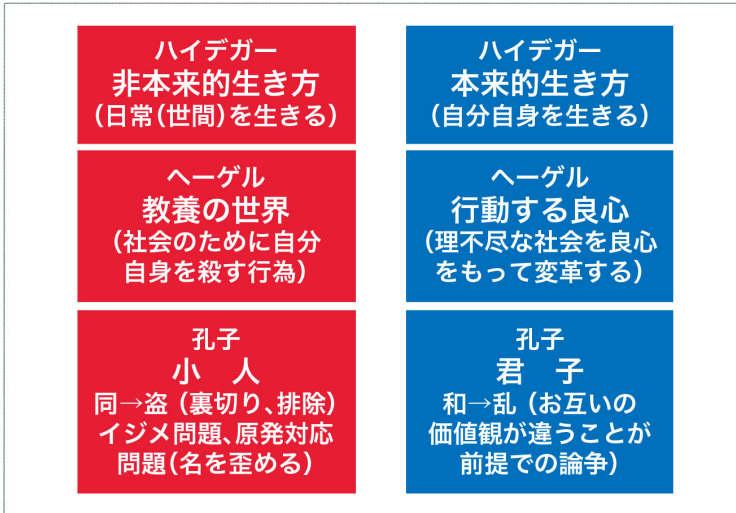 ハイデガー
非本来的生き方
(日常(世間)を生きる)
ハイデガー
本来的生き方
(自分自身を生きる)
ヘーゲル
教養の世界
(社会のために自分
自身を殺す行為)
ヘーゲル
行動する良心
(理不尽な社会を良心
をもって変革する)
孔子
小　人
同→盗(裏切り、排除)
イジメ問題、原発対応
問題(名を歪める)
孔子
君　子
和→乱(お互いの
価値観が違うことが
前提での論争)